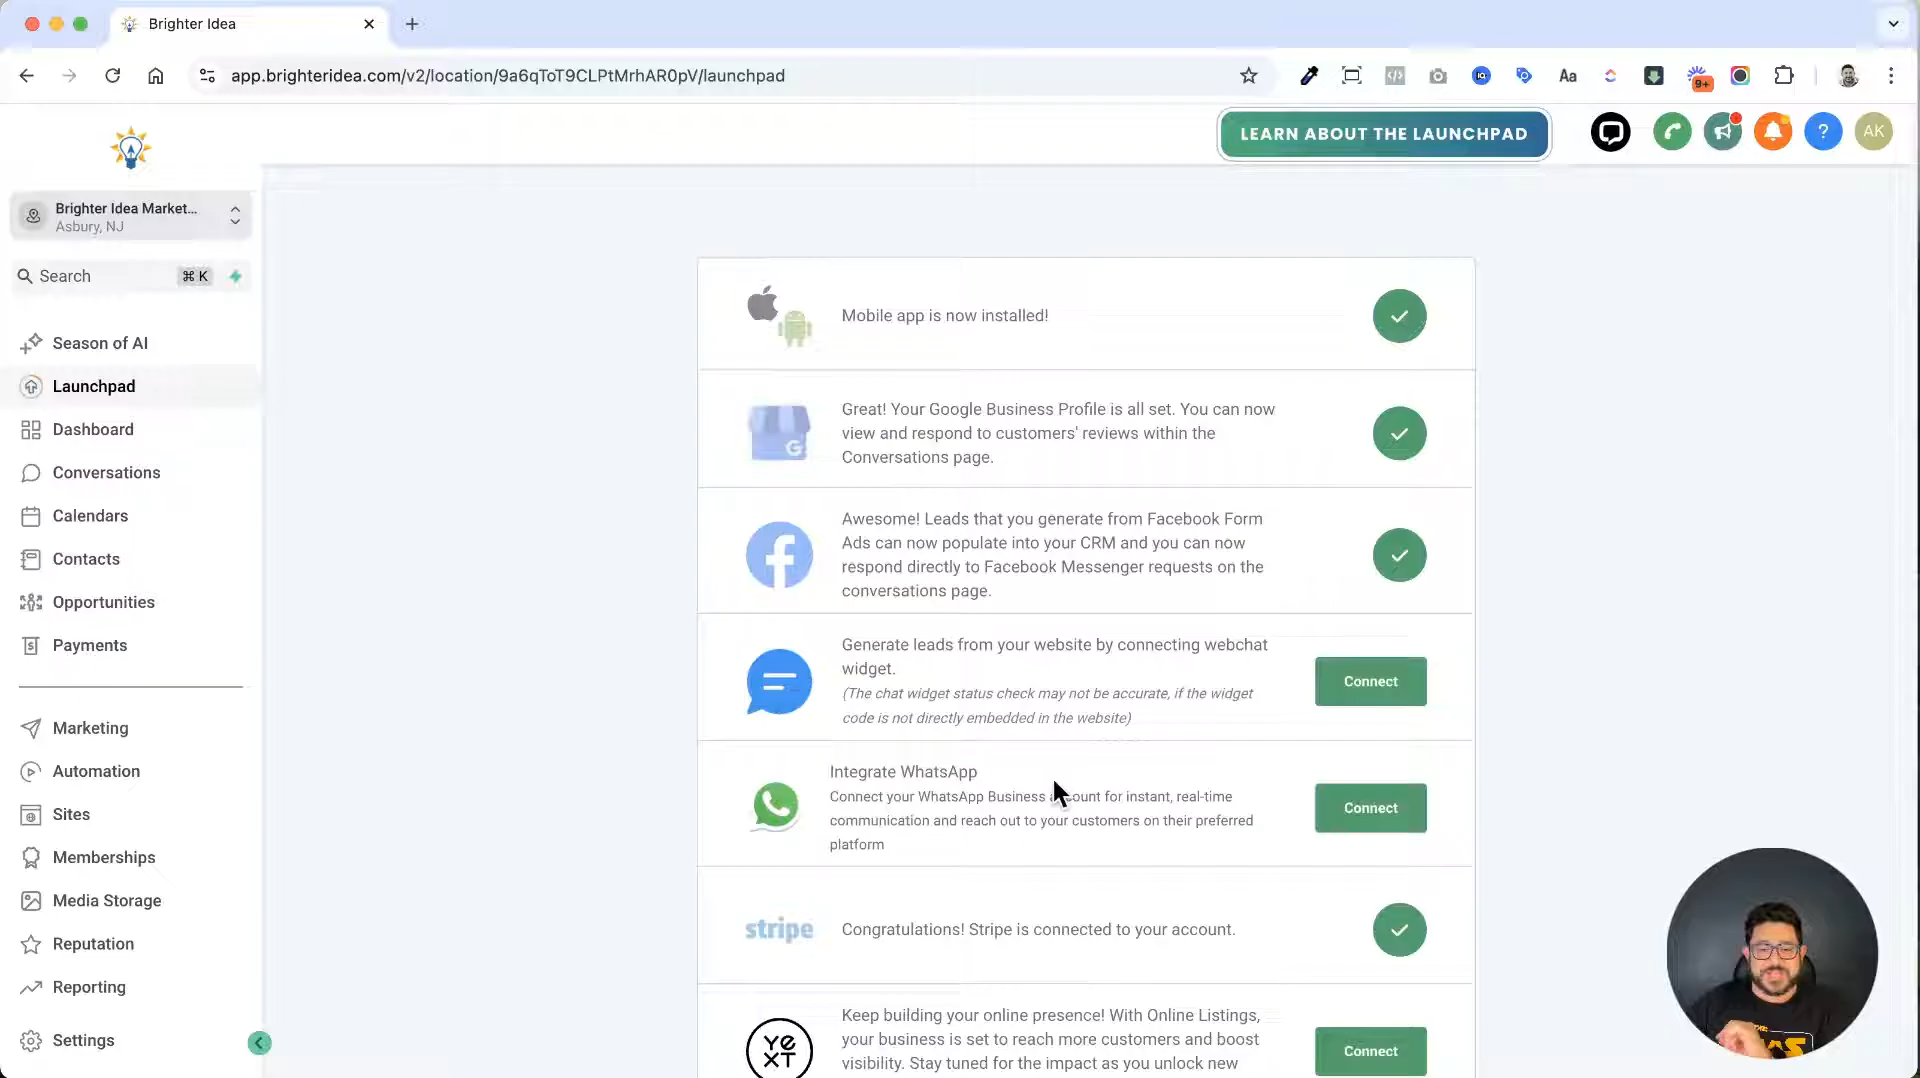 Brighter Idea
app.brighteridea.com/v2/location/9a6qToT9CLPtMrhAR0pV/launchpad
Aa
9+
LEARN ABOUT THE LAUNCHPAD
?
AK
Brighter Idea Market...
Asbury, NJ
Search
⌘ K
Season of AI
Launchpad
Dashboard
Conversations
Calendars
Contacts
Opportunities
Payments
Marketing
Automation
Sites
Memberships
Media Storage
Reputation
Reporting
Settings
Mobile app is now installed!
Great! Your Google Business Profile is all set. You can now
view and respond to customers' reviews within the
Conversations page.
Awesome! Leads that you generate from Facebook Form
Ads can now populate into your CRM and you can now
respond directly to Facebook Messenger requests on the
conversations page.
Generate leads from your website by connecting webchat
widget.
(The chat widget status check may not be accurate, if the widget
code is not directly embedded in the website)
Connect
Integrate WhatsApp
Connect your WhatsApp Business account for instant, real-time
communication and reach out to your customers on their preferred
platform
Connect
stripe
Congratulations! Stripe is connected to your account.
YEXT
Keep building your online presence! With Online Listings,
your business is set to reach more customers and boost
visibility. Stay tuned for the impact as you unlock new
Connect